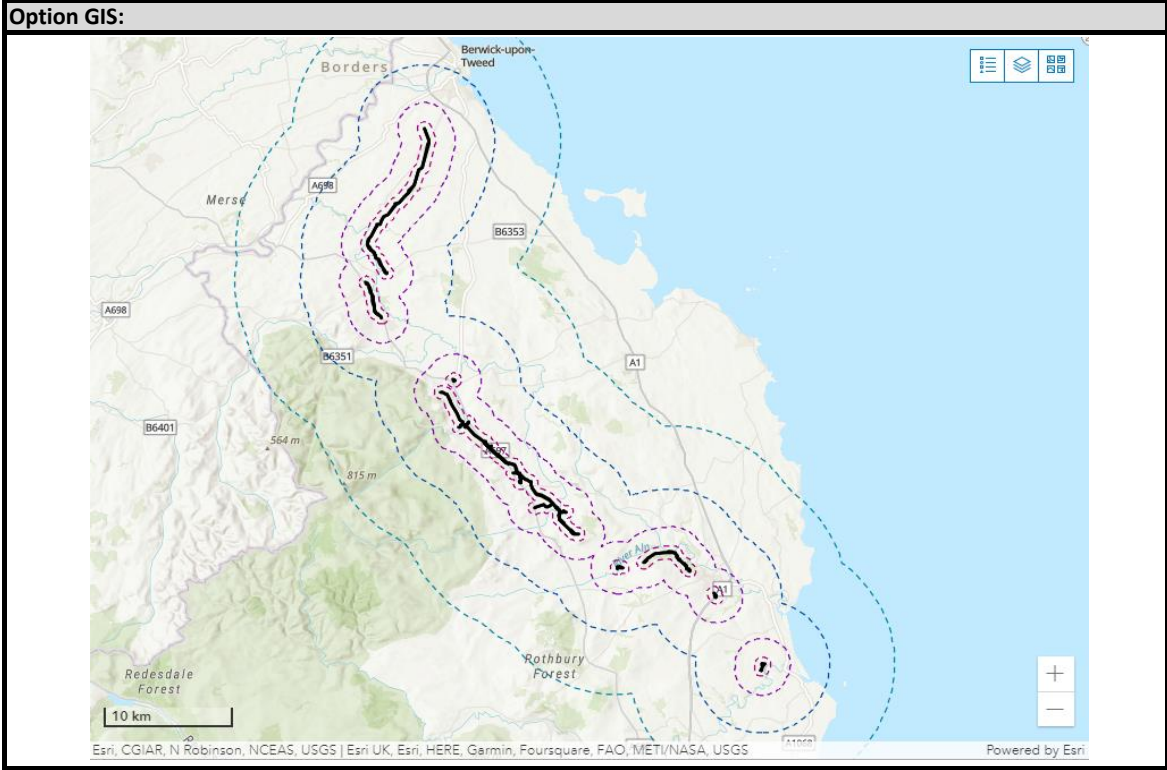 Option GIS:
Berwick-upon-
Tweed
Borders
A698
Merse
B6353
A698
B6351
A1
B6401
564 m
815 m
A697
River Aln
A1
Rothbury
Forest
Redesdale
Forest
10 km
+
−
A1068
Esri, CGIAR, N Robinson, NCEAS, USGS | Esri UK, Esri, HERE, Garmin, Foursquare, FAO, METI/NASA, USGS
Powered by Esri